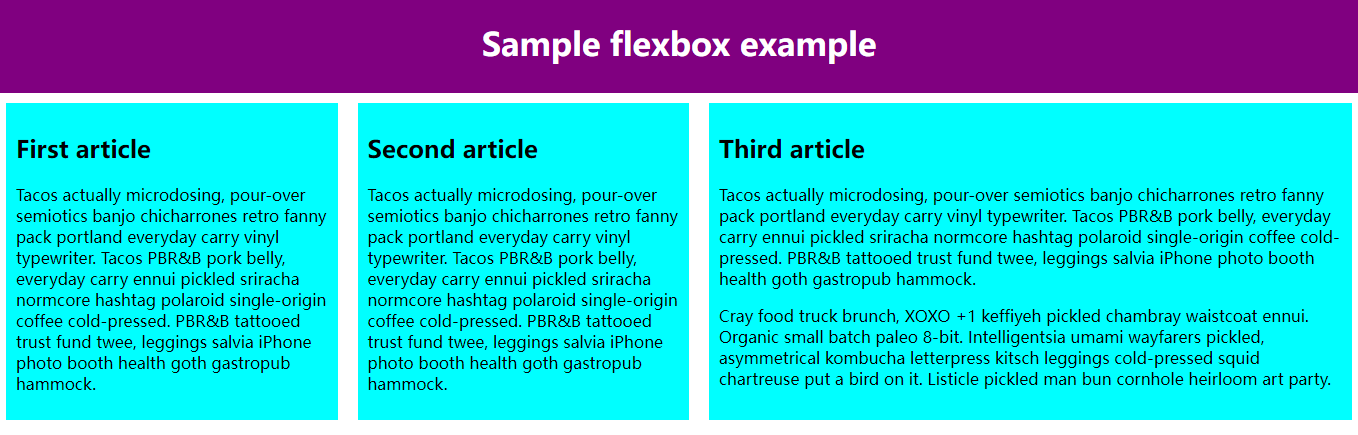 Sample flexbox example
First article
Tacos actually microdosing, pour-over
semiotics banjo chicharrones retro fanny
pack portland everyday carry vinyl
typewriter. Tacos PBR&B pork belly,
everyday carry ennui pickled sriracha
normcore hashtag polaroid single-origin
coffee cold-pressed. PBR&B tattooed
trust fund twee, leggings salvia iPhone
photo booth health goth gastropub
hammock.
Second article
Tacos actually microdosing, pour-over
semiotics banjo chicharrones retro fanny
pack portland everyday carry vinyl
typewriter. Tacos PBR&B pork belly,
everyday carry ennui pickled sriracha
normcore hashtag polaroid single-origin
coffee cold-pressed. PBR&B tattooed
trust fund twee, leggings salvia iPhone
photo booth health goth gastropub
hammock.
Third article
Tacos actually microdosing, pour-over semiotics banjo chicharrones retro fanny
pack portland everyday carry vinyl typewriter. Tacos PBR&B pork belly, everyday
carry ennui pickled sriracha normcore hashtag polaroid single-origin coffee cold-
pressed. PBR&B tattooed trust fund twee, leggings salvia iPhone photo booth
health goth gastropub hammock.
Cray food truck brunch, XOXO +1 keffiyeh pickled chambray waistcoat ennui.
Organic small batch paleo 8-bit. Intelligentsia umami wayfarers pickled,
asymmetrical kombucha letterpress kitsch leggings cold-pressed squid
chartreuse put a bird on it. Listicle pickled man bun cornhole heirloom art party.